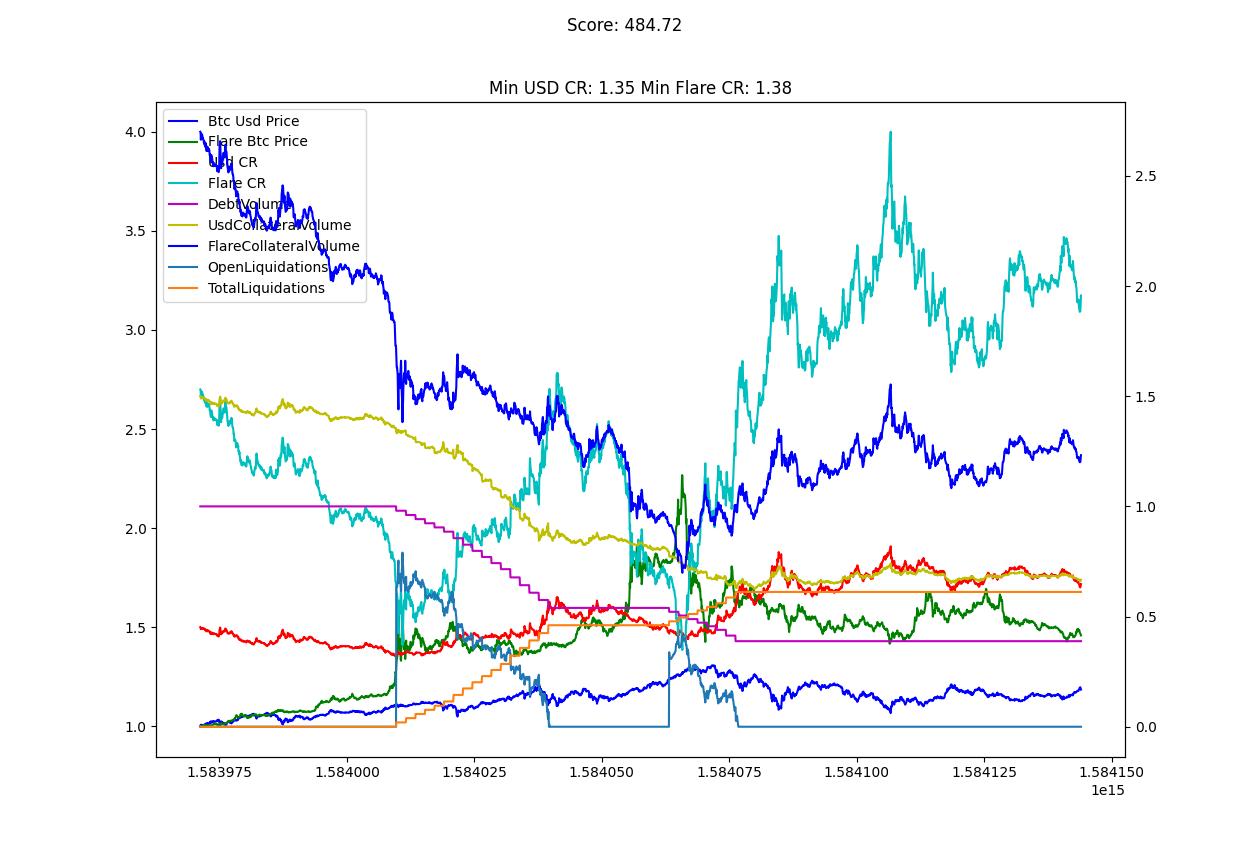 Score: 484.72
Min USD CR: 1.35 Min Flare CR: 1.38
Btc Usd Price
Flare Btc Price
Usd CR
Flare CR
DebtVolume
UsdCollateralVolume
FlareCollateralVolume
OpenLiquidations
TotalLiquidations
4.0
3.5
3.0
2.5
2.0
1.5
1.0
2.5
2.0
1.5
1.0
0.5
0.0
1.583975
1.584000
1.584025
1.584050
1.584075
1.584100
1.584125
1.584150
1e15